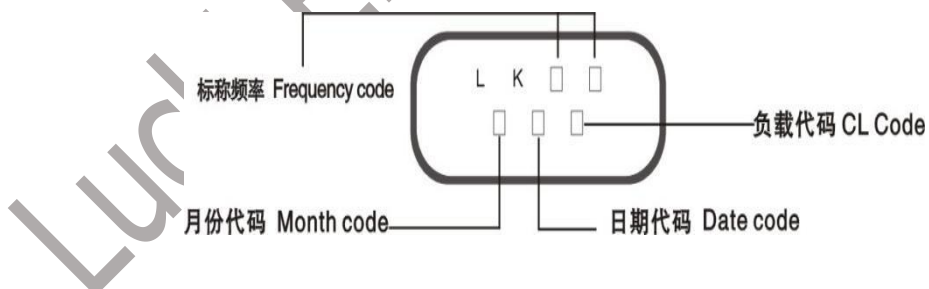 标称频率 Frequency code
L K □ □
□ □ □
负载代码 CL Code
月份代码 Month code
日期代码 Date code